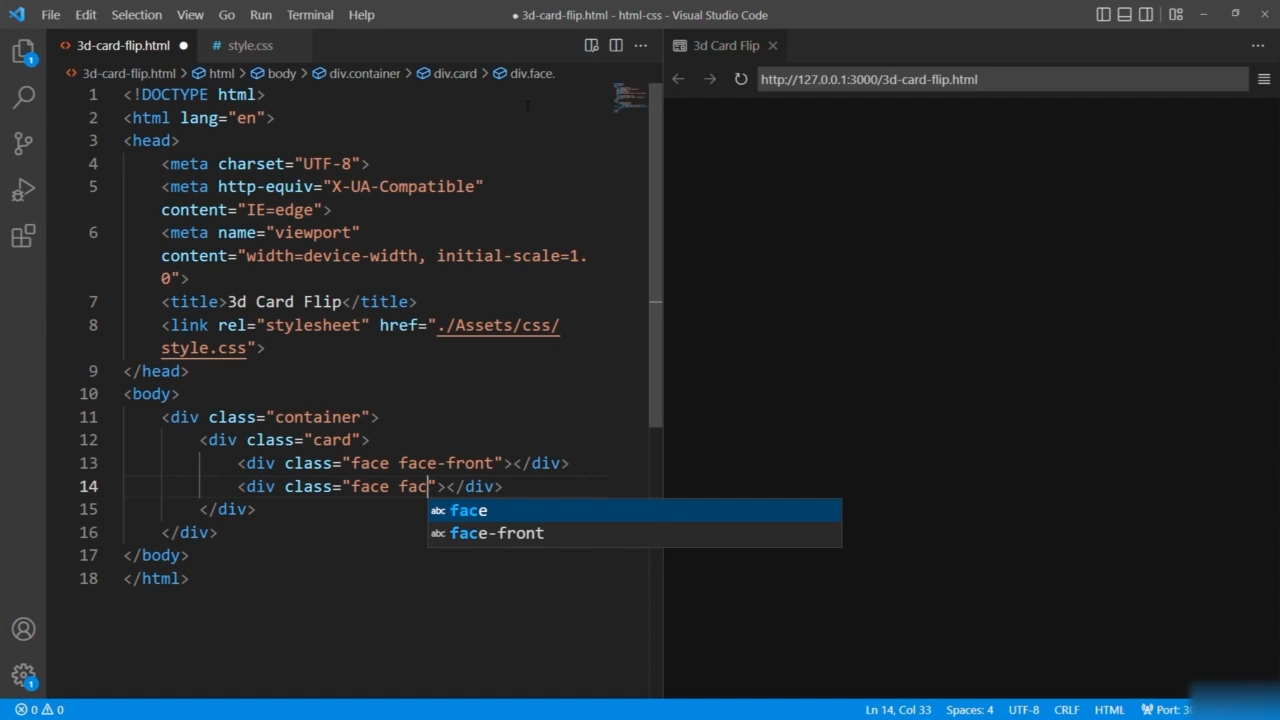 File Edit Selection View Go Run Terminal Help ● 3d-card-flip.html - html-css - Visual Studio Code
3d-card-flip.html ● # style.css
3d Card Flip
3d-card-flip.html > html > body > div.container > div.card > div.face.
http://127.0.0.1:3000/3d-card-flip.html
1 <!DOCTYPE html>
2 <html lang="en">
3 <head>
4 <meta charset="UTF-8">
5 <meta http-equiv="X-UA-Compatible"
content="IE=edge">
6 <meta name="viewport"
content="width=device-width, initial-scale=1.
0">
7 <title>3d Card Flip</title>
8 <link rel="stylesheet" href="./Assets/css/
style.css">
9 </head>
10 <body>
11 <div class="container">
12 <div class="card">
13 <div class="face face-front"></div>
14 <div class="face fac"></div>
15 </div>
abc face
16 </div>
abc face-front
17 </body>
18 </html>
1
1
0 0 Ln 14, Col 33 Spaces: 4 UTF-8 CRLF HTML Port: